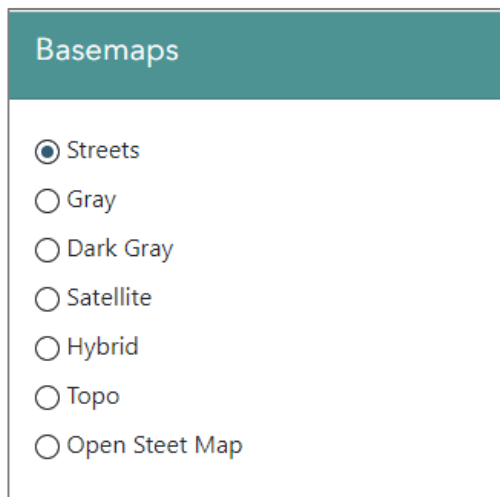 Basemaps
Streets
Gray
Dark Gray
Satellite
Hybrid
Topo
Open Steet Map